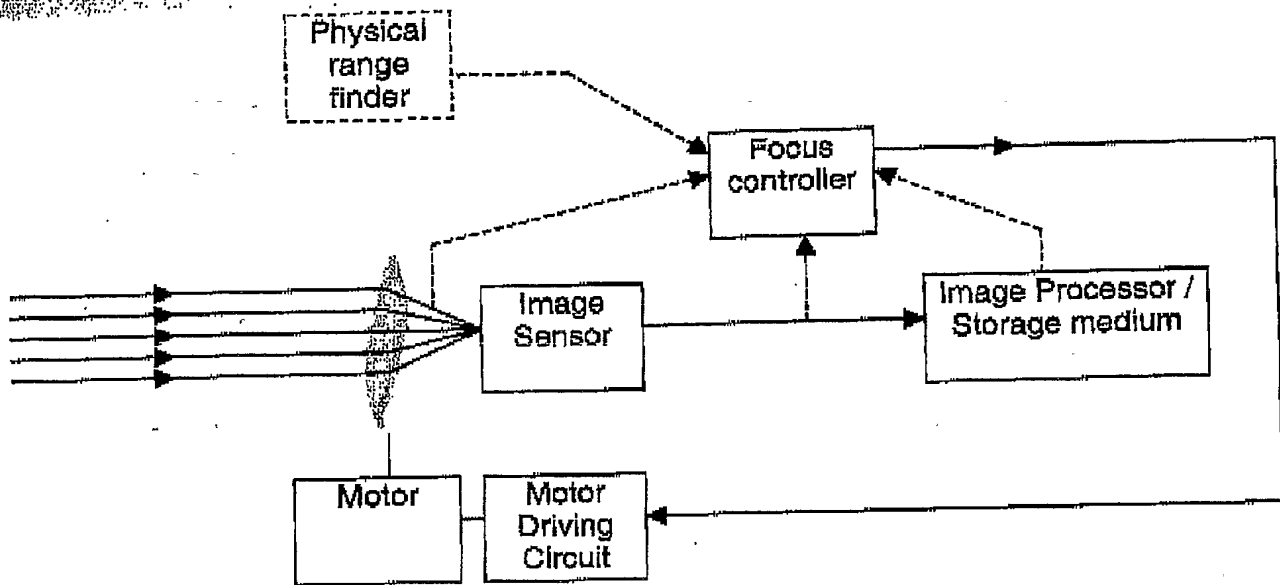 Physical
range
finder
Focus
controller
Image
Sensor
Image Processor /
Storage medium
Motor
Motor
Driving
Circuit